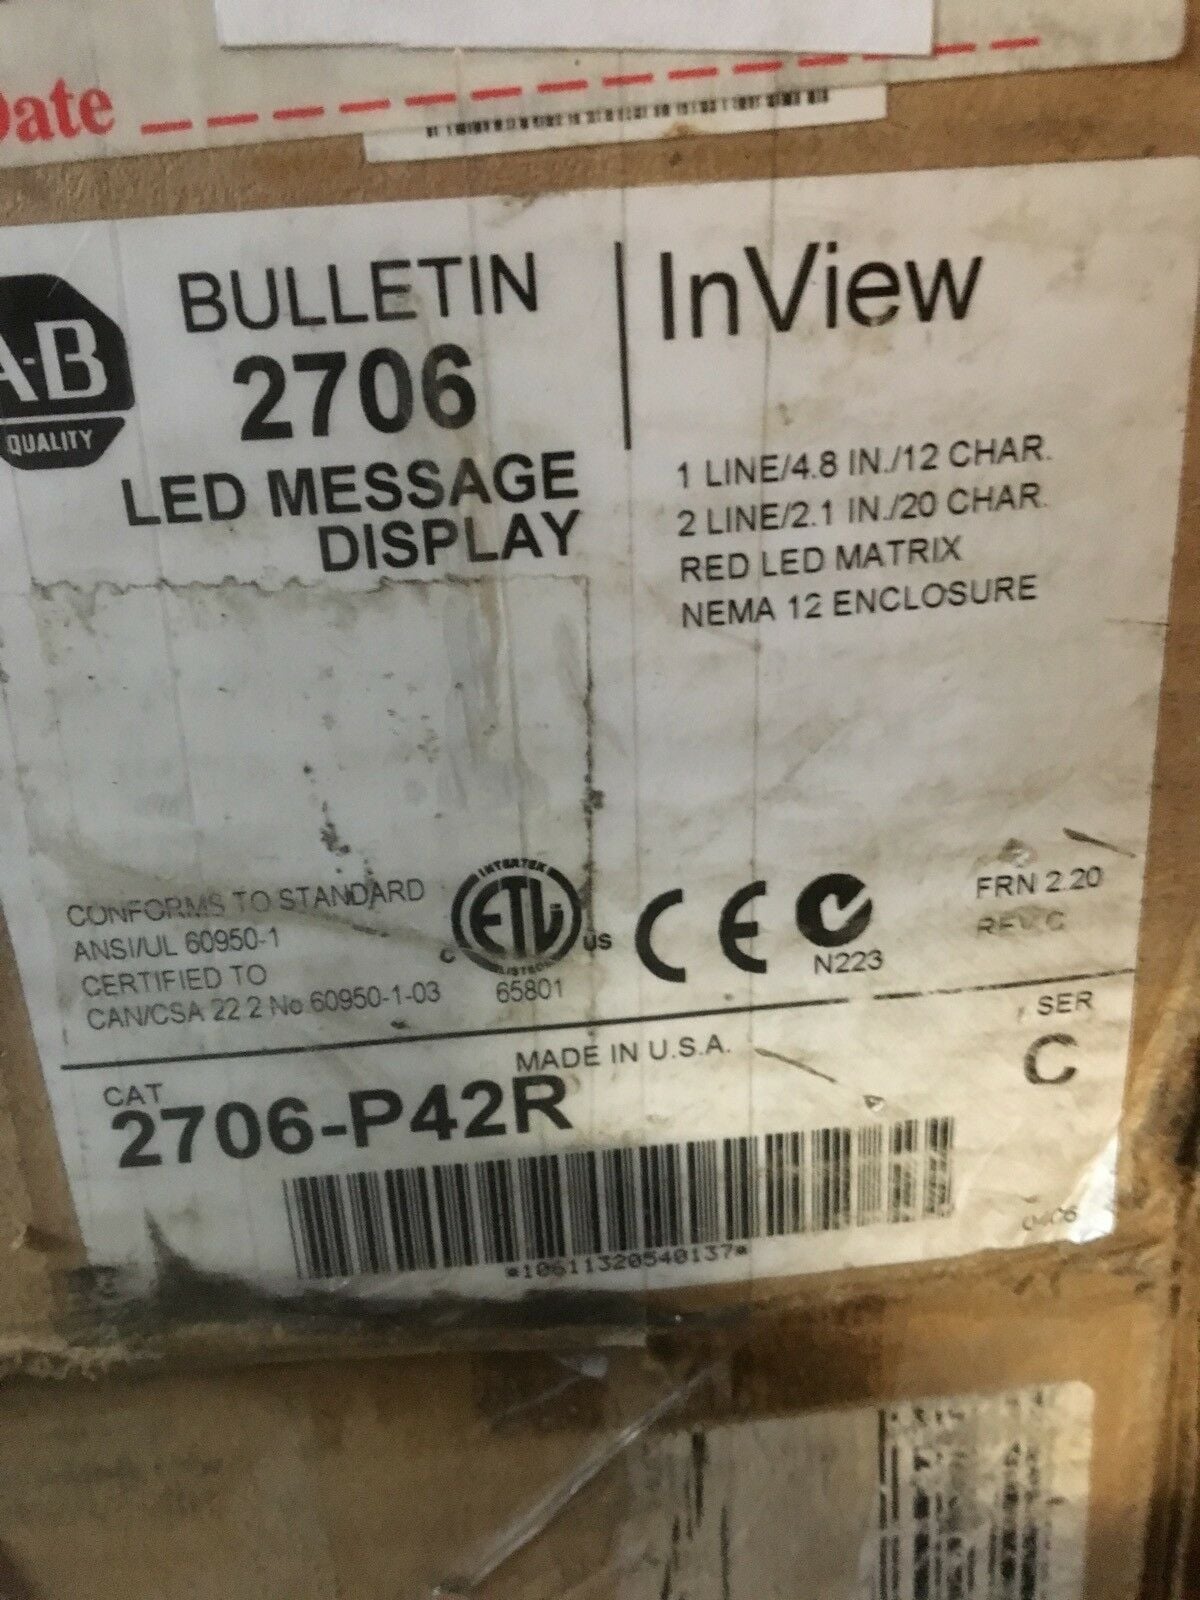 Date
A-B
QUALITY
BULLETIN
2706
LED MESSAGE
DISPLAY
InView
1 LINE/4.8 IN./12 CHAR.
2 LINE/2.1 IN./20 CHAR.
RED LED MATRIX
NEMA 12 ENCLOSURE
CONFORMS TO STANDARD
ANSI/UL 60950-1
CERTIFIED TO
CAN/CSA 22.2 No.60950-1-03
INTERTEK
ETL
C US
LISTED
65801
CE
N223
FRN 2.20
REV C
MADE IN U.S.A.
SER
C
CAT
2706-P42R
*10611320540137*
0406